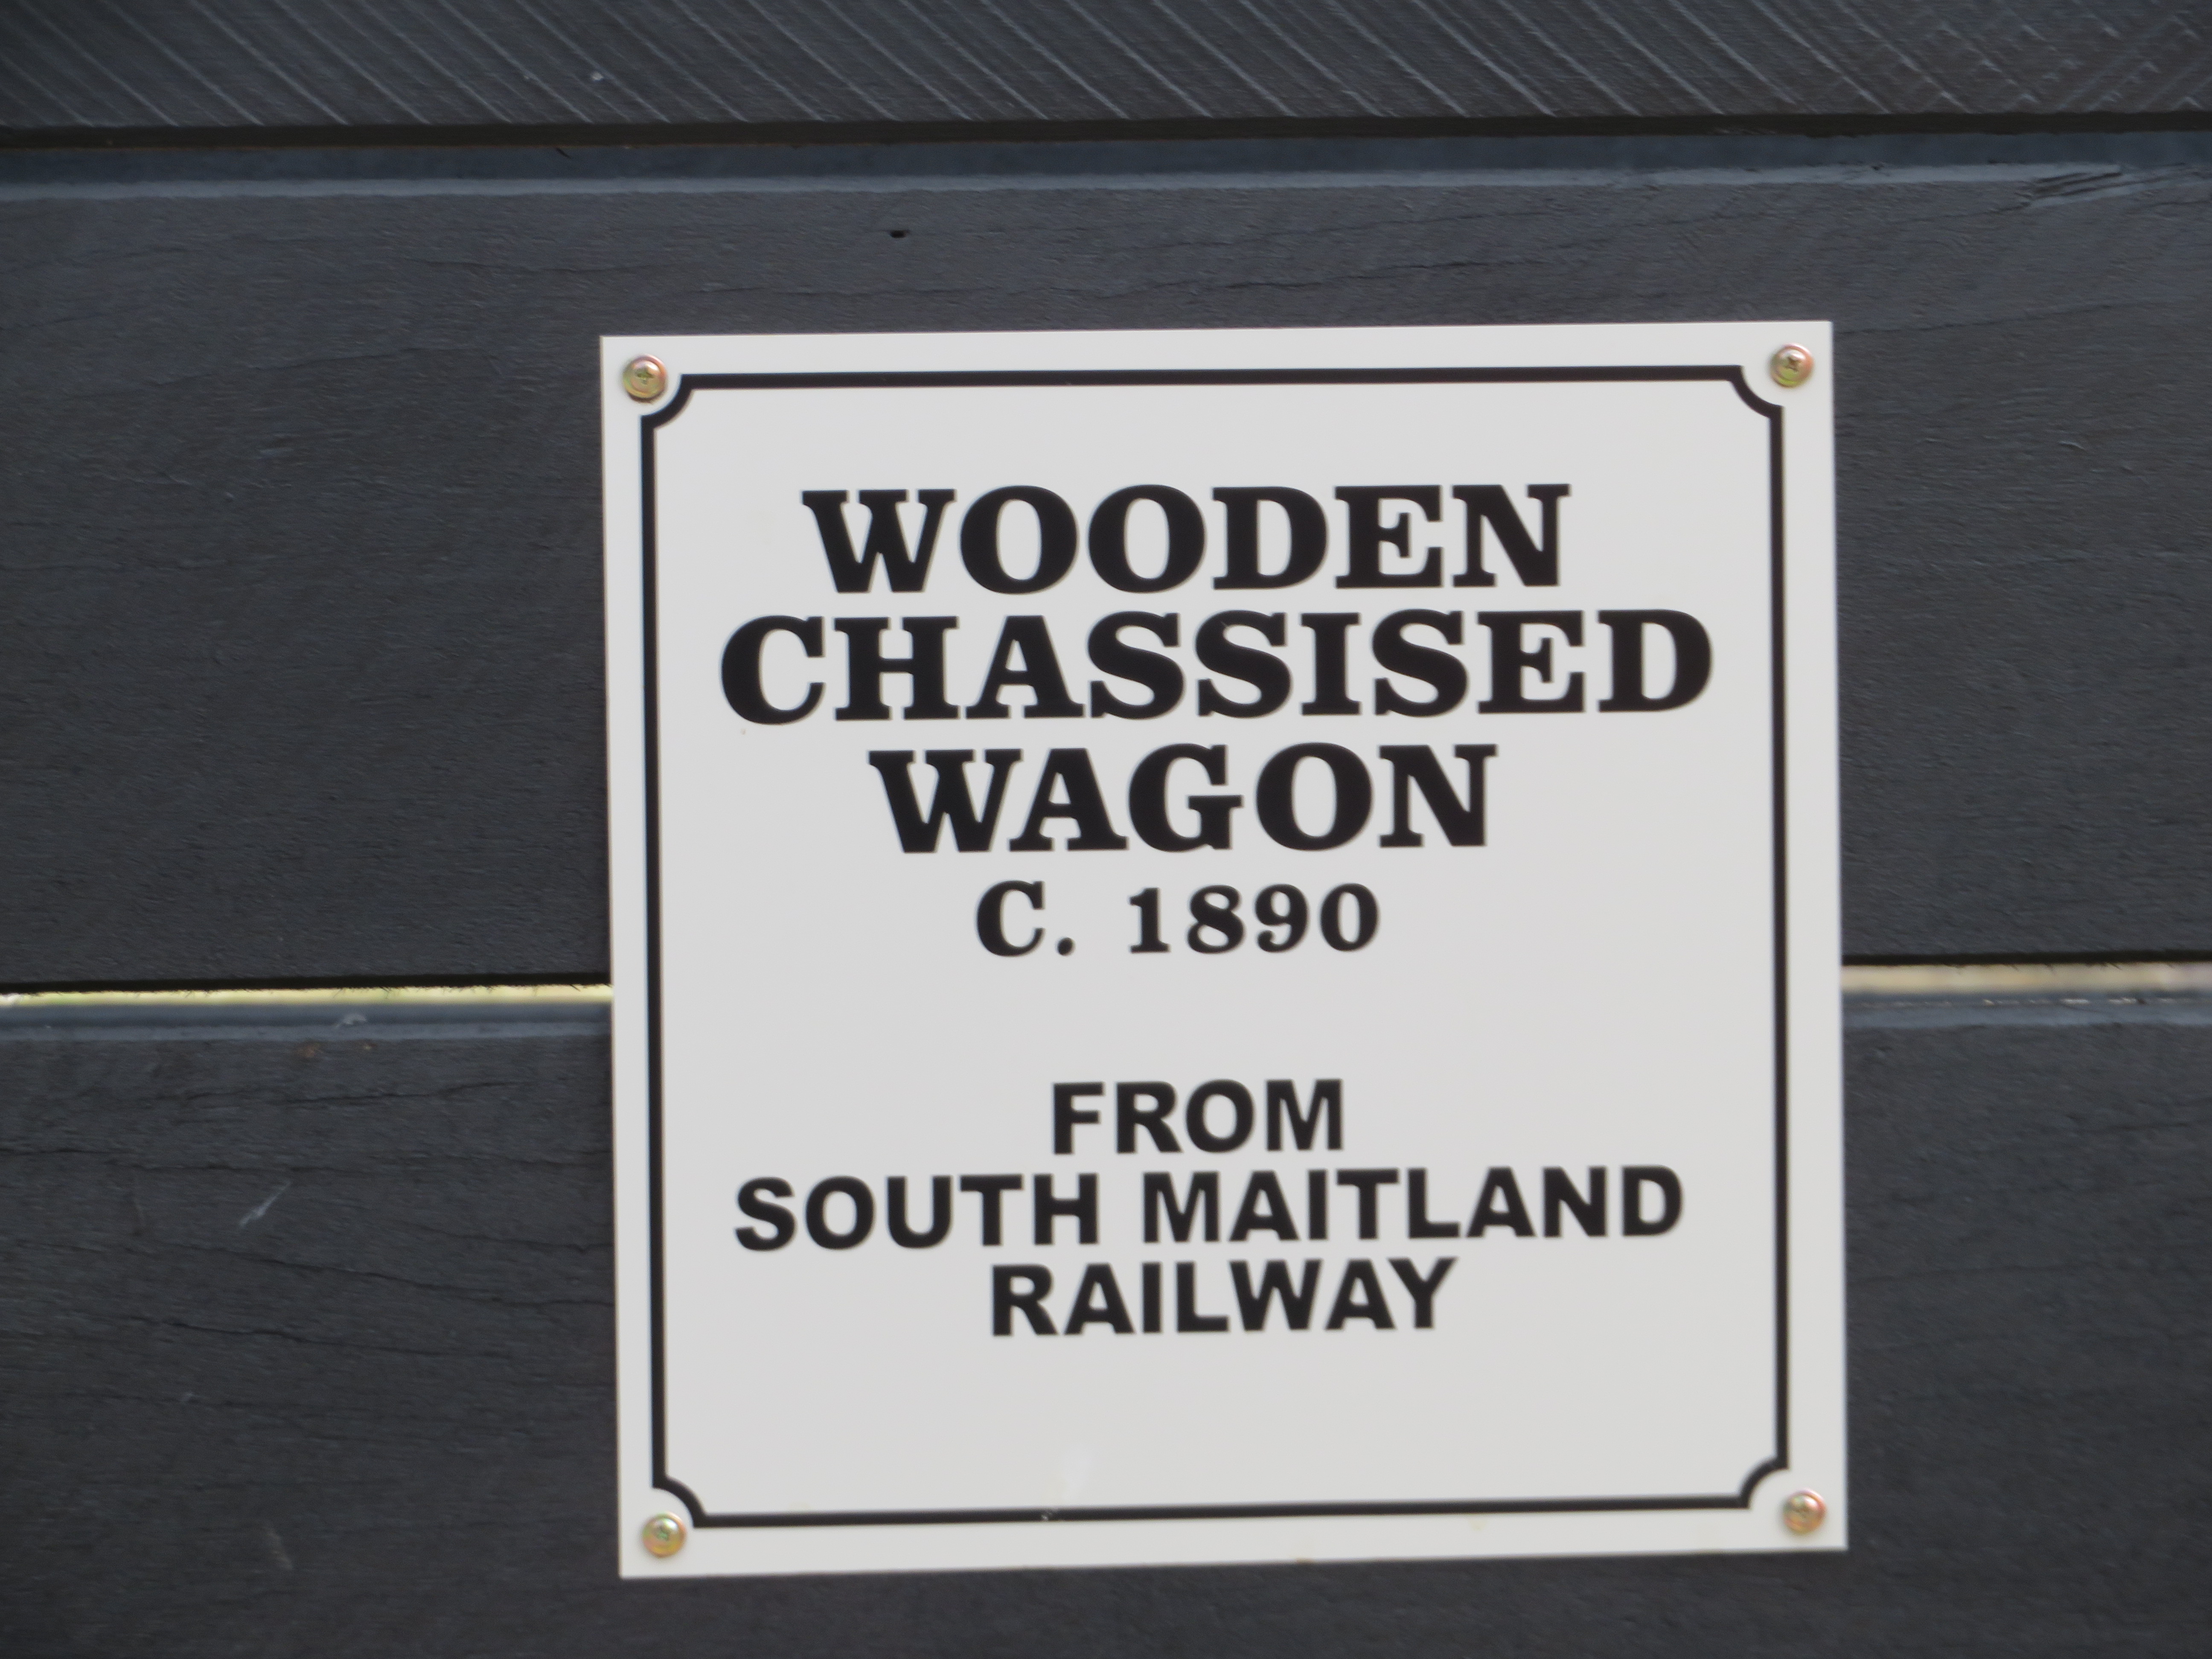 WOODEN
CHASSISED
WAGON
C. 1890
FROM
SOUTH MAITLAND
RAILWAY